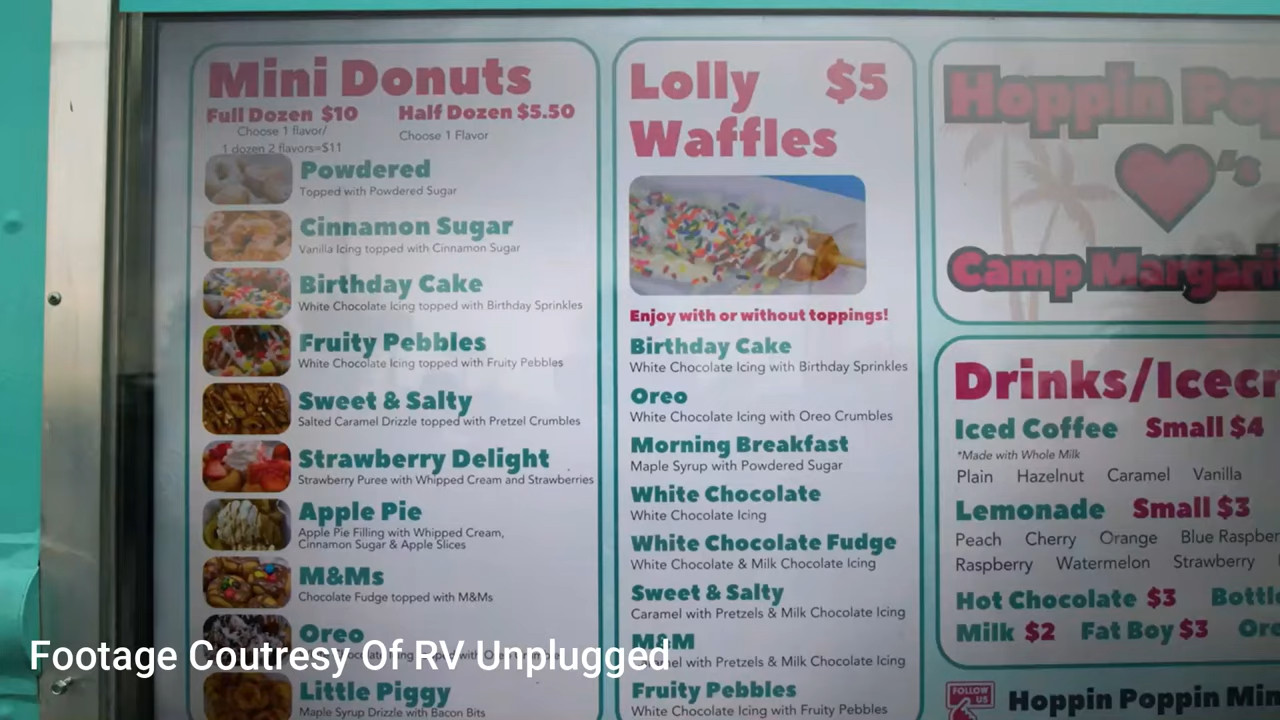 Mini Donuts
Full Dozen $10 Half Dozen $5.50
Choose 1 flavor/ Choose 1 Flavor
1 dozen 2 flavors=$11
Powdered
Topped with Powdered Sugar
Cinnamon Sugar
Vanilla Icing topped with Cinnamon Sugar
Birthday Cake
White Chocolate Icing topped with Birthday Sprinkles
Fruity Pebbles
White Chocolate Icing topped with Fruity Pebbles
Sweet & Salty
Salted Caramel Drizzle topped with Pretzel Crumbles
Strawberry Delight
Strawberry Puree with Whipped Cream and Strawberries
Apple Pie
Apple Pie Filling with Whipped Cream,
Cinnamon Sugar & Apple Slices
M&Ms
Chocolate Fudge topped with M&Ms
Oreo
Little Piggy
Maple Syrup Drizzle with Bacon Bits
Lolly $5
Waffles
Enjoy with or without toppings!
Birthday Cake
White Chocolate Icing with Birthday Sprinkles
Oreo
White Chocolate Icing with Oreo Crumbles
Morning Breakfast
Maple Syrup with Powdered Sugar
White Chocolate
White Chocolate Icing
White Chocolate Fudge
White Chocolate & Milk Chocolate Icing
Sweet & Salty
Caramel with Pretzels & Milk Chocolate Icing
M&M
with Pretzels & Milk Chocolate Icing
Fruity Pebbles
White Chocolate Icing with Fruity Pebbles
Hoppin Pop
♥'s
Camp Margari
Drinks/Icecr
Iced Coffee Small $4
*Made with Whole Milk
Plain Hazelnut Caramel Vanilla
Lemonade Small $3
Peach Cherry Orange Blue Raspber
Raspberry Watermelon Strawberry
Hot Chocolate $3 Bottle
Milk $2 Fat Boy $3 Ore
FOLLOW US
Hoppin Poppin Min
Footage Coutresy Of RV Unplugged